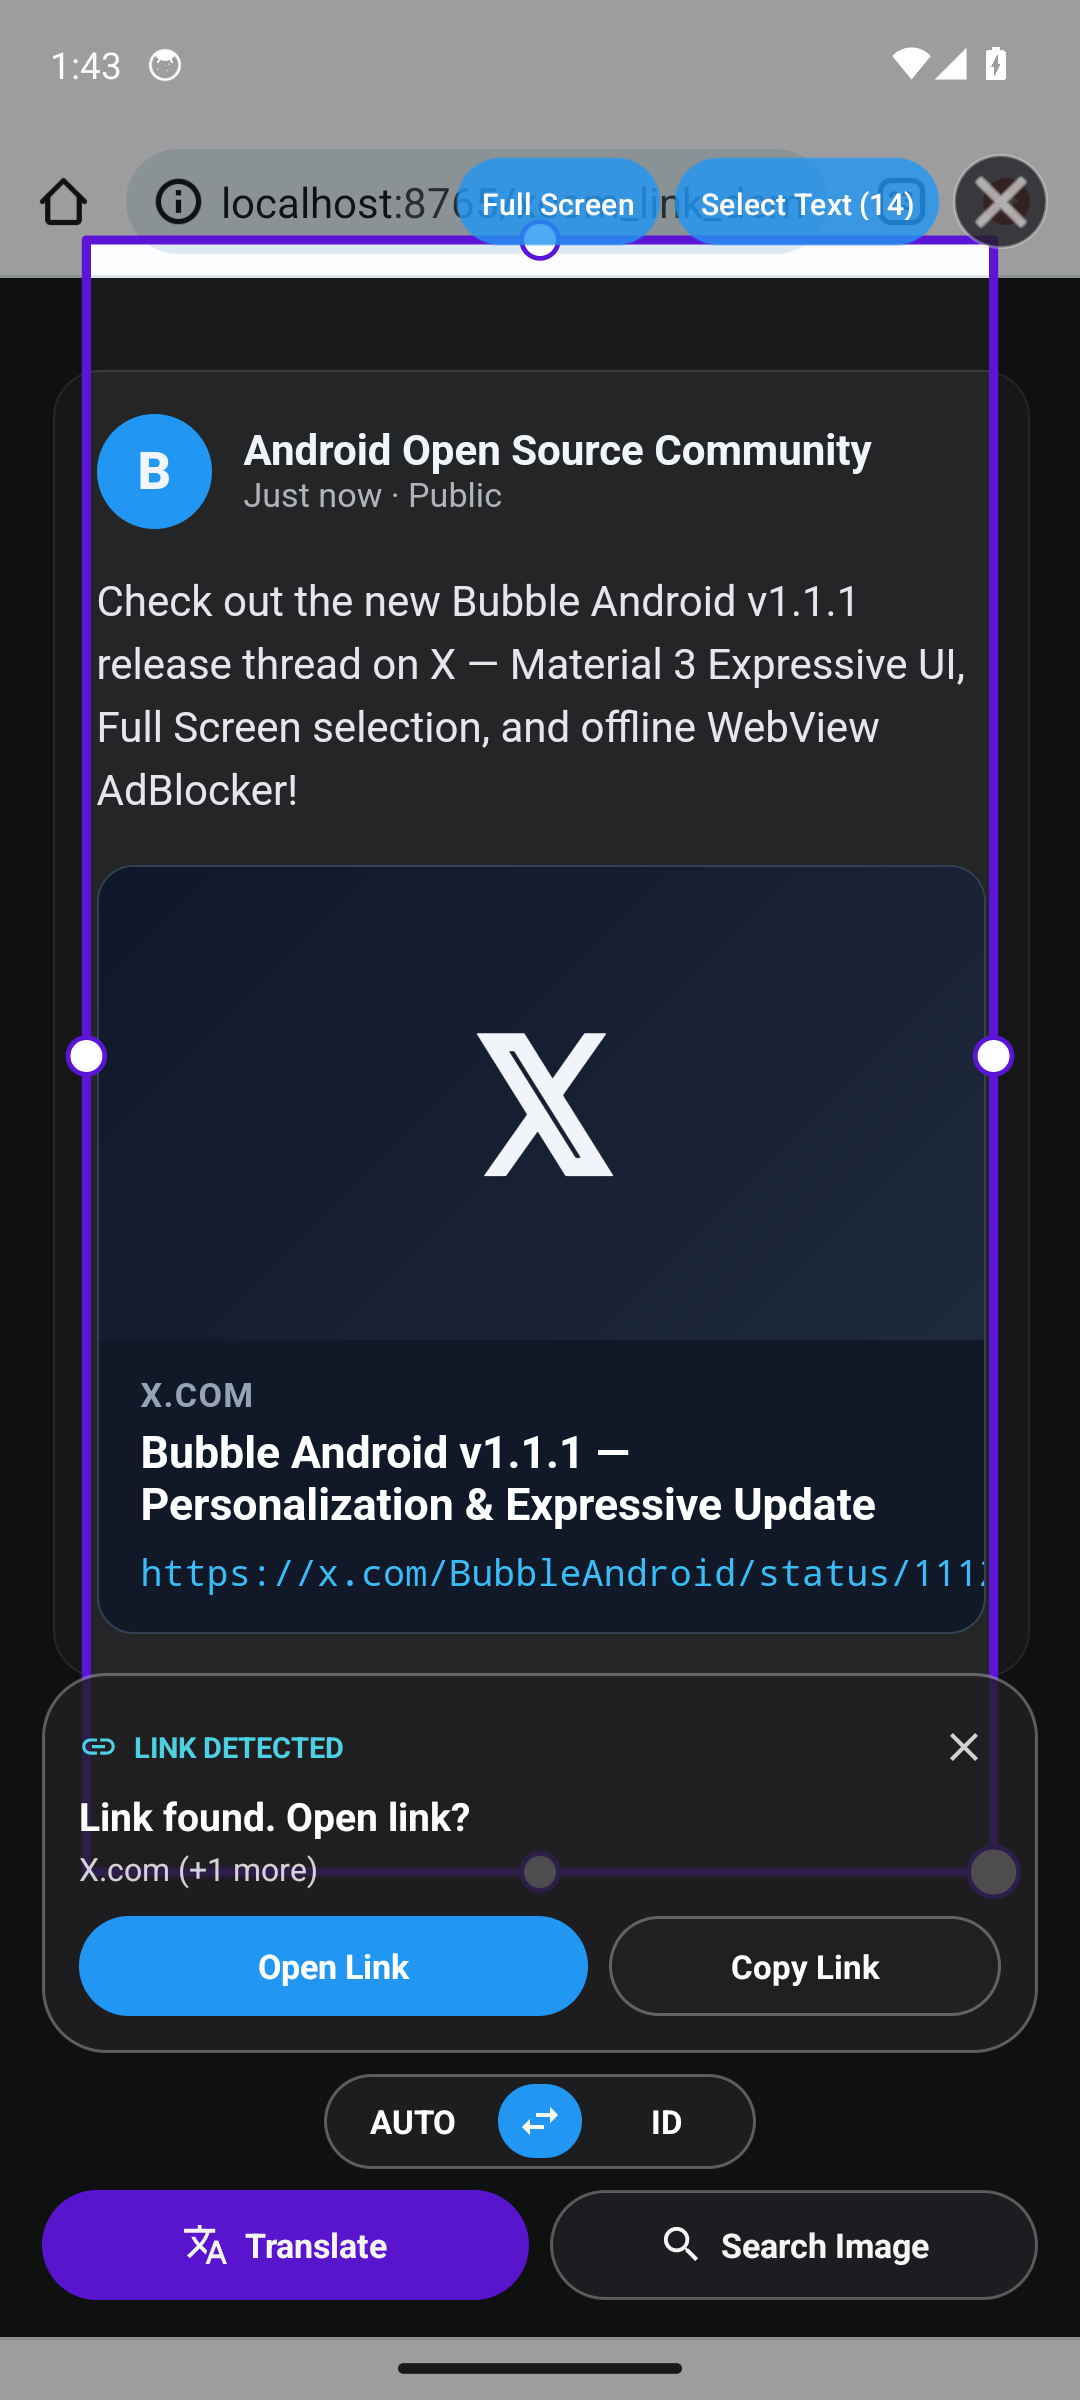 1:43
localhost:8765/
Full Screen
Select Text (14)
B
Android Open Source Community
Just now · Public
Check out the new Bubble Android v1.1.1
release thread on X — Material 3 Expressive UI,
Full Screen selection, and offline WebView
AdBlocker!
X
X.COM
Bubble Android v1.1.1 —
Personalization & Expressive Update
https://x.com/BubbleAndroid/status/111
LINK DETECTED
Link found. Open link?
X.com (+1 more)
Open Link
Copy Link
AUTO
ID
Translate
Search Image